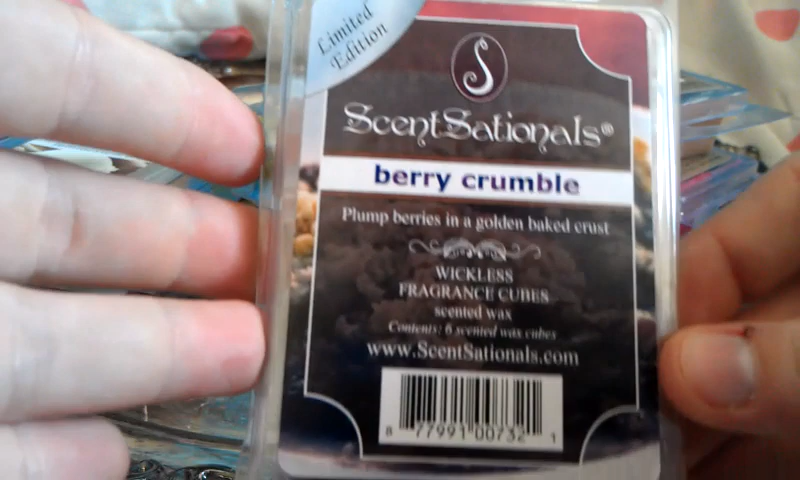 Limited
Edition
S
ScentSationals®
berry crumble
Plump berries in a golden baked crust
WICKLESS
FRAGRANCE CUBES
scented wax
Contents: 6 scented wax cubes
www.ScentSationals.com
8 77991 00732 1